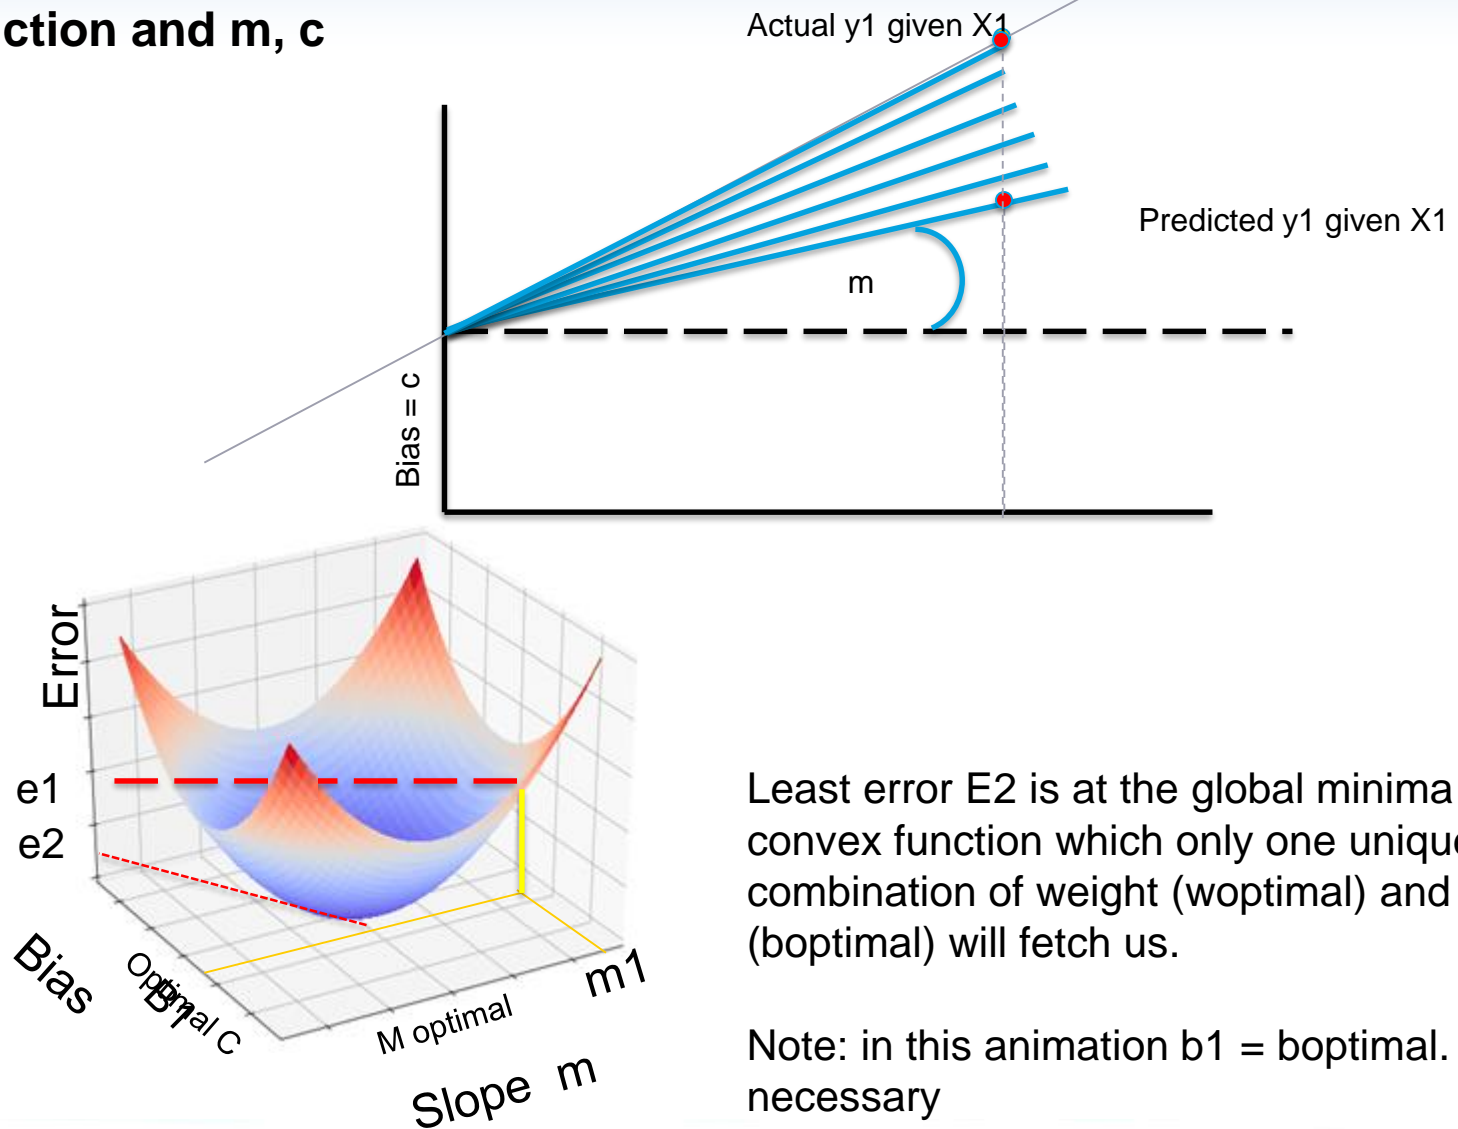 ction and m, c
Actual y1 given X1
Predicted y1 given X1
m
Bias = c
Error
e1
e2
Bias
B1
Optimal C
M optimal
m1
Slope m
Least error E2 is at the global minima
convex function which only one unique
combination of weight (woptimal) and
(boptimal) will fetch us.
Note: in this animation b1 = boptimal.
necessary